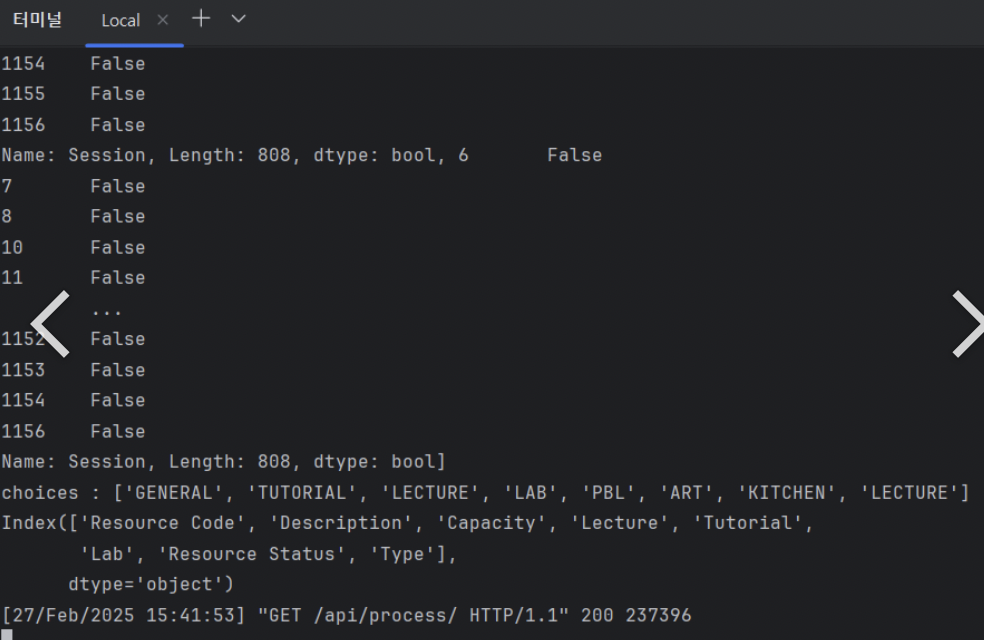 터미널 Local
1154 False
1155 False
1156 False
Name: Session, Length: 808, dtype: bool, 6 False
7 False
8 False
10 False
11 False
...
1152 False
1153 False
1154 False
1156 False
Name: Session, Length: 808, dtype: bool]
choices : ['GENERAL', 'TUTORIAL', 'LECTURE', 'LAB', 'PBL', 'ART', 'KITCHEN', 'LECTURE']
Index(['Resource Code', 'Description', 'Capacity', 'Lecture', 'Tutorial',
'Lab', 'Resource Status', 'Type'],
dtype='object')
[27/Feb/2025 15:41:53] "GET /api/process/ HTTP/1.1" 200 237396